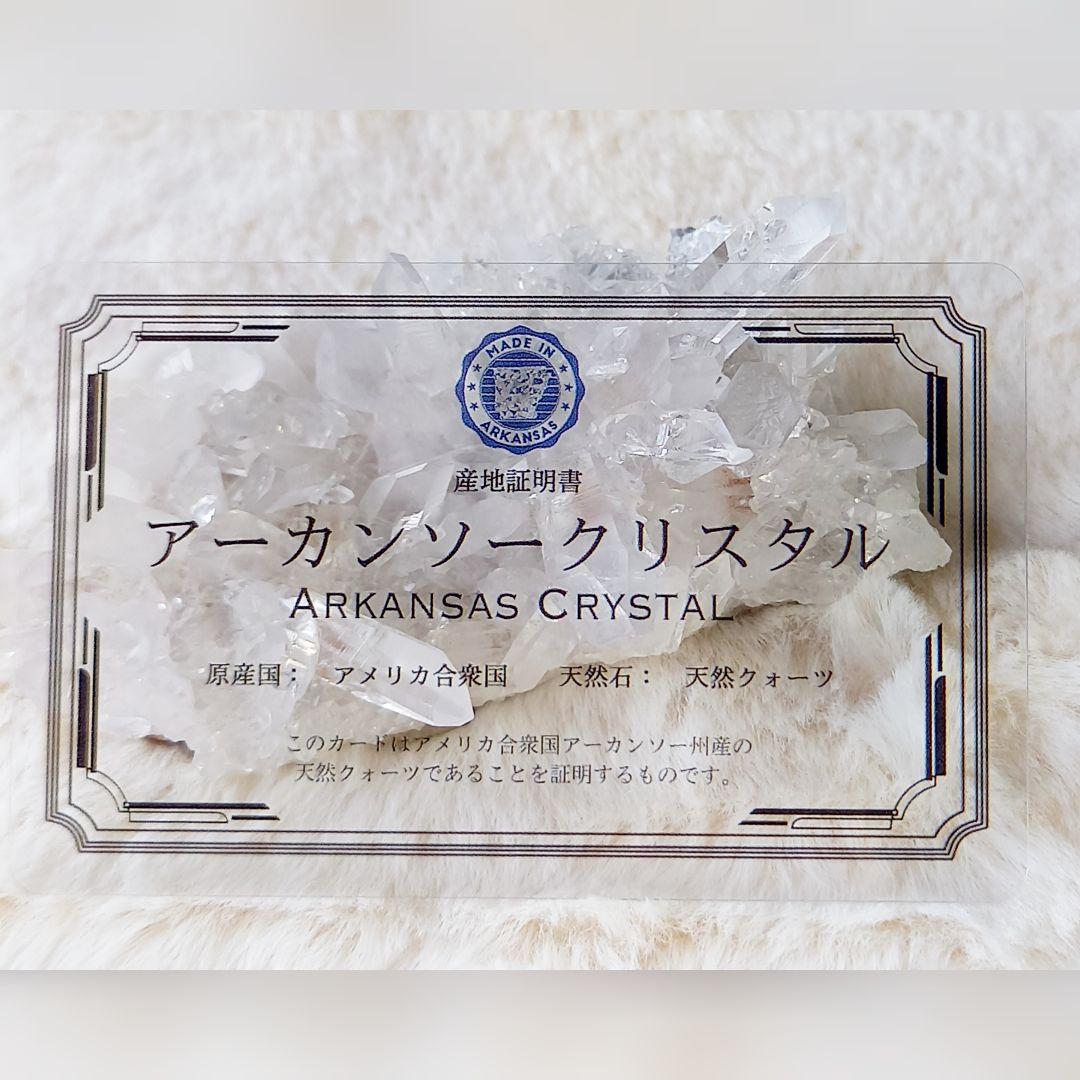 MADE IN
ARKANSAS
産地証明書
アーカンソークリスタル
ARKANSAS CRYSTAL
原産国： アメリカ合衆国 天然石： 天然クォーツ
このカードはアメリカ合衆国アーカンソー州産の
天然クォーツであることを証明するものです。